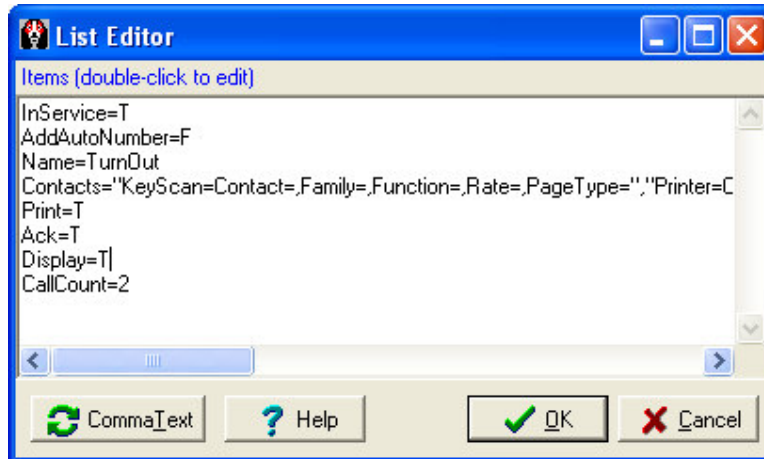 List Editor
Items (double-click to edit)
InService=T
AddAutoNumber=F
Name=TurnOut
Contacts="KeyScan=Contact=,Family=,Function=,Rate=,PageType=","Printer=C
Print=T
Ack=T
Display=T
CallCount=2
CommaText Help OK Cancel